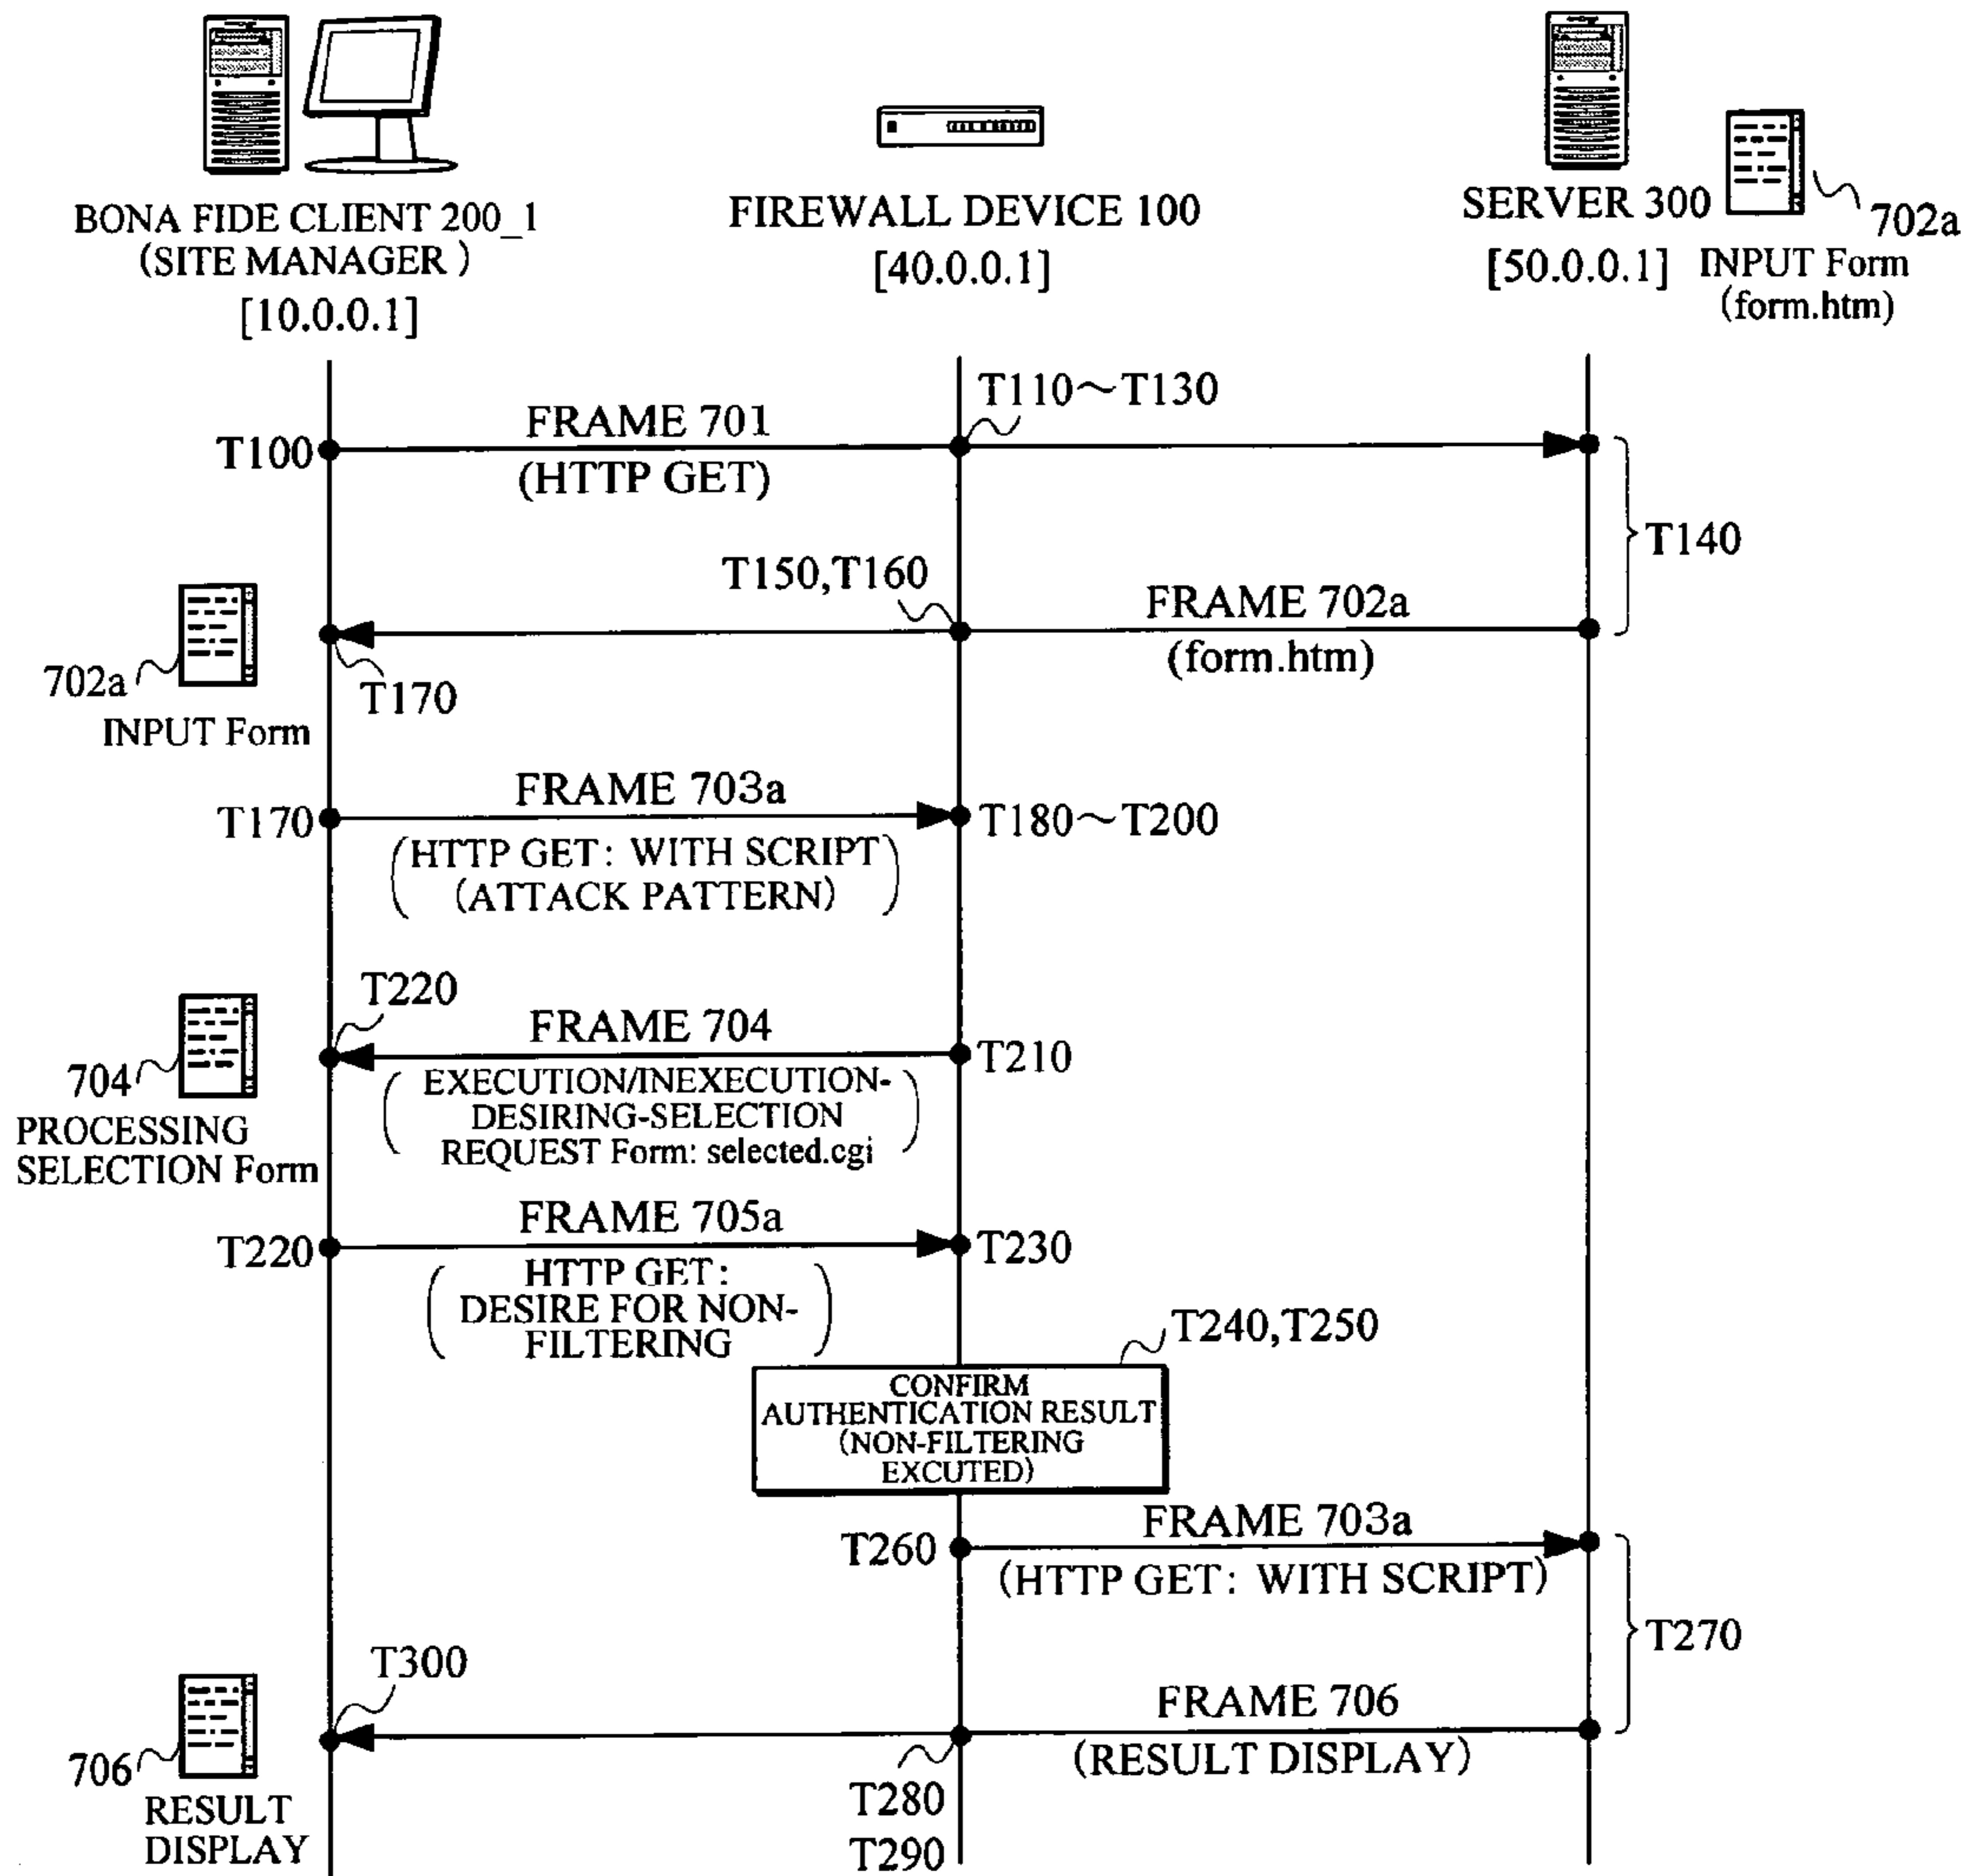 BONA FIDE CLIENT 200_1
(SITE MANAGER )
[10.0.0.1]
FIREWALL DEVICE 100
[40.0.0.1]
SERVER 300
[50.0.0.1]
702a
INPUT Form
(form.htm)
T110~T130
FRAME 701
T100
(HTTP GET)
T140
T150,T160
FRAME 702a
(form.htm)
702a
T170
INPUT Form
FRAME 703a
T170
T180~T200
(HTTP GET: WITH SCRIPT
(ATTACK PATTERN))
T220
FRAME 704
T210
704
(EXECUTION/INEXECUTION-
DESIRING-SELECTION
REQUEST Form: selected.cgi)
PROCESSING
SELECTION Form
FRAME 705a
T220
T230
(HTTP GET:
DESIRE FOR NON-
FILTERING)
T240,T250
CONFIRM
AUTHENTICATION RESULT
(NON-FILTERING
EXCUTED)
FRAME 703a
T260
(HTTP GET: WITH SCRIPT)
T270
T300
FRAME 706
706
(RESULT DISPLAY)
RESULT
DISPLAY
T280
T290